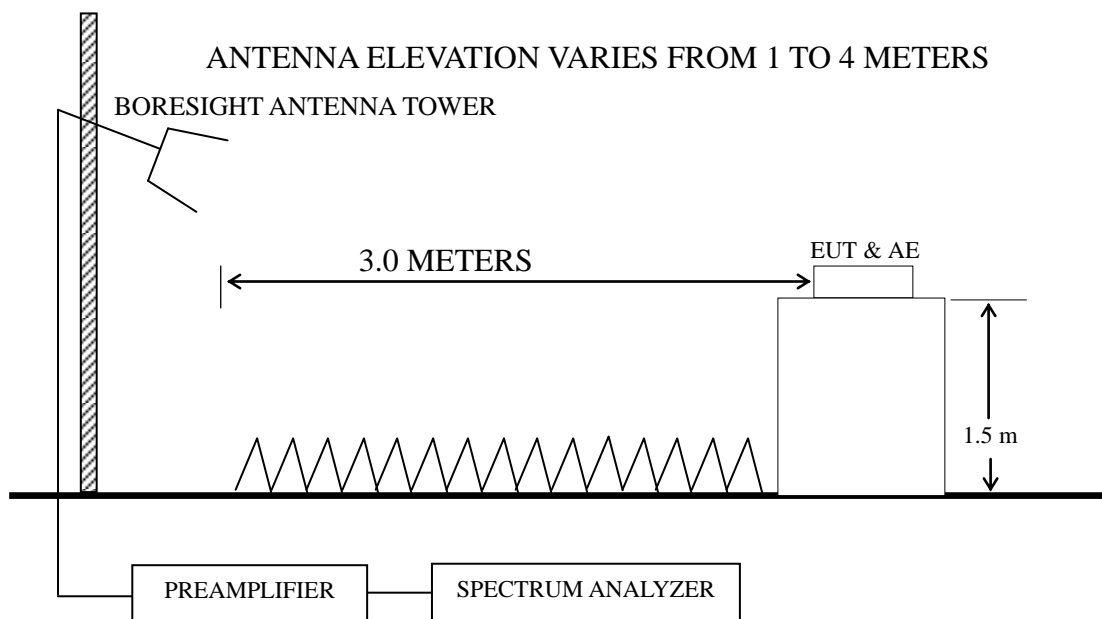 ANTENNA ELEVATION VARIES FROM 1 TO 4 METERS
BORESIGHT ANTENNA TOWER
3.0 METERS
EUT & AE
1.5 m
PREAMPLIFIER
SPECTRUM ANALYZER